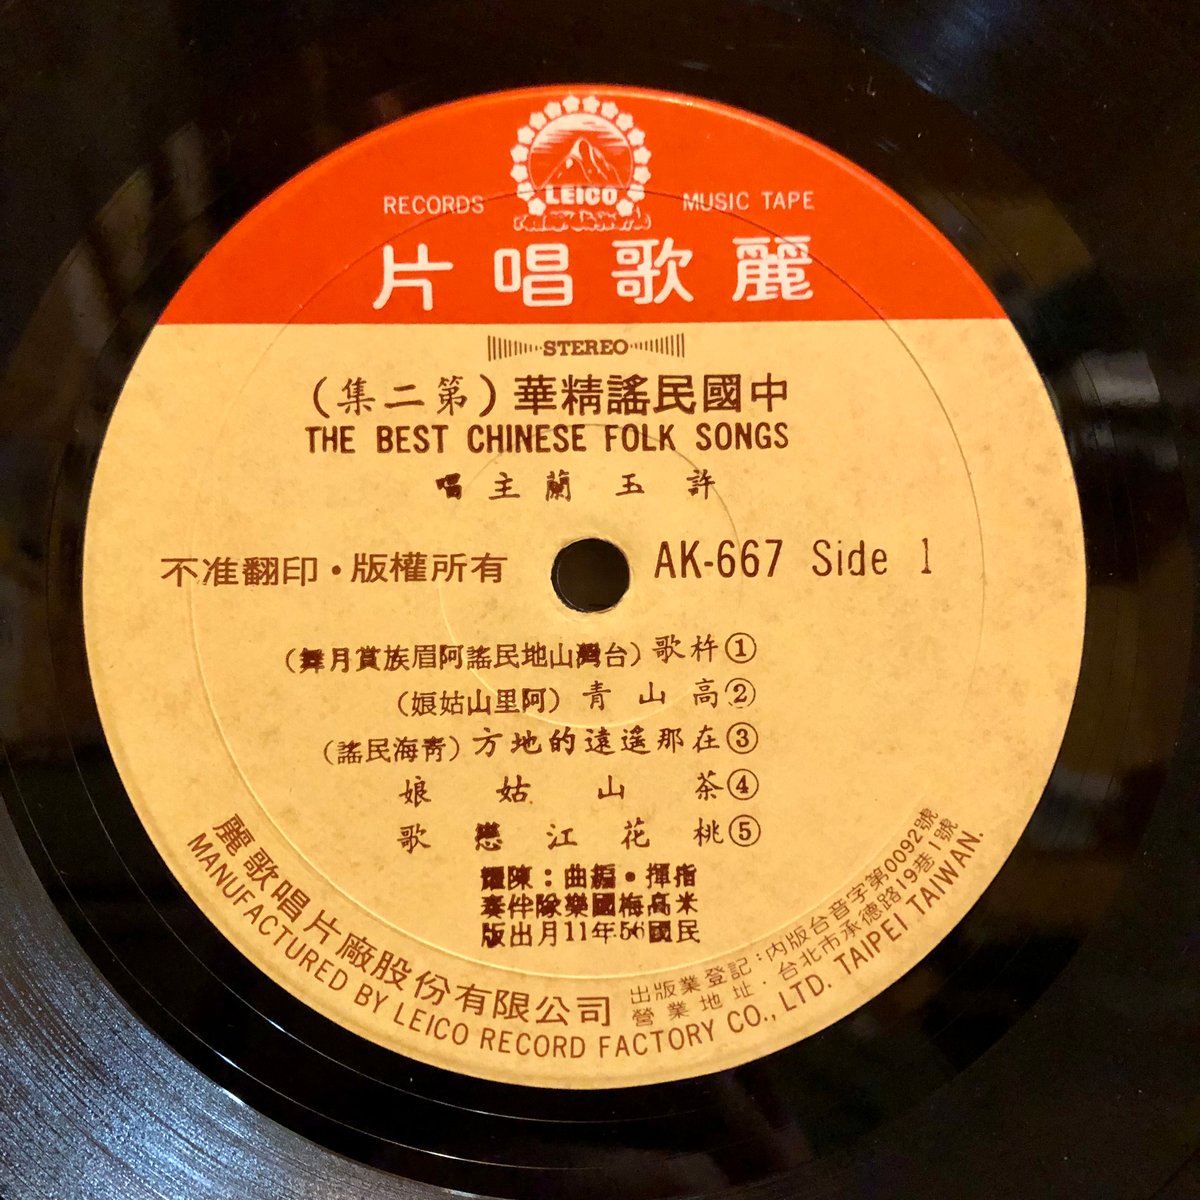 RECORDS
LEICO
MUSIC TAPE
麗歌唱片
STEREO
中國民謠精華(第二集)
THE BEST CHINESE FOLK SONGS
許玉蘭主唱
不准翻印・版權所有
AK-667 Side 1
①杵歌(台灣山地民謠阿眉族賞月舞)
②高山青(阿里山姑娘)
③在那遙遠的地方(青海民謠)
④茶山姑娘
⑤桃花江戀歌
指揮・編曲：陳耀
米高梅國樂隊伴奏
民國56年11月出版
麗歌唱片廠股份有限公司
出版業登記：內版台音字第0092號
營業地址．台北市承德路19巷1號
MANUFACTURED BY LEICO RECORD FACTORY CO., LTD. TAIPEI TAIWAN.